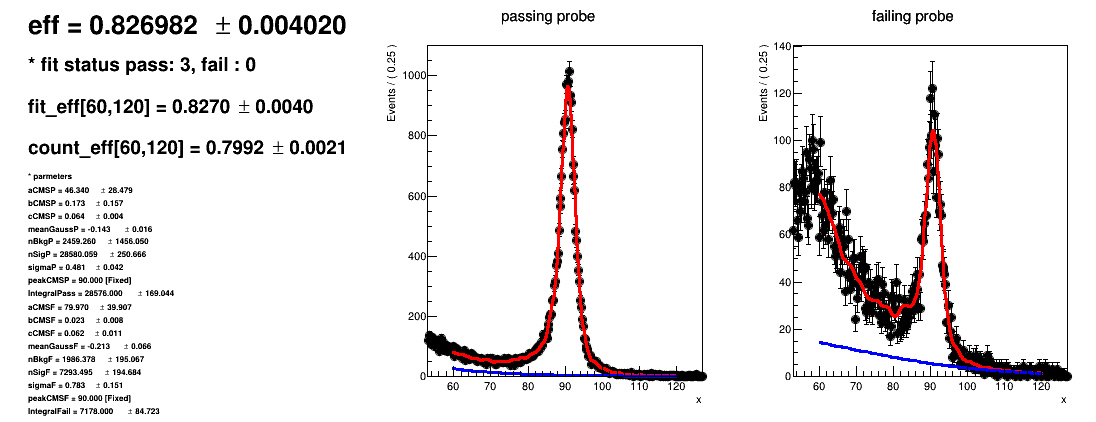 eff = 0.826982 ± 0.004020
* fit status pass: 3, fail : 0
fit_eff[60,120] = 0.8270 ± 0.0040
count_eff[60,120] = 0.7992 ± 0.0021
* parmeters
aCMSP = 46.340 ± 28.479
bCMSP = 0.173 ± 0.157
cCMSP = 0.064 ± 0.004
meanGaussP = -0.143 ± 0.016
nBkgP = 2459.260 ± 1456.050
nSigP = 28580.059 ± 250.666
sigmaP = 0.481 ± 0.042
peakCMSP = 90.000 [Fixed]
IntegralPass = 28576.000 ± 169.044
aCMSF = 79.970 ± 39.907
bCMSF = 0.023 ± 0.008
cCMSF = 0.062 ± 0.011
meanGaussF = -0.213 ± 0.066
nBkgF = 1986.378 ± 195.067
nSigF = 7293.495 ± 194.684
sigmaF = 0.783 ± 0.151
peakCMSF = 90.000 [Fixed]
IntegralFail = 7178.000 ± 84.723
passing probe
Events / ( 0.25 )
1000
800
600
400
200
0
60 70 80 90 100 110 120
x
failing probe
Events / ( 0.25 )
140
120
100
80
60
40
20
0
60 70 80 90 100 110 120
x